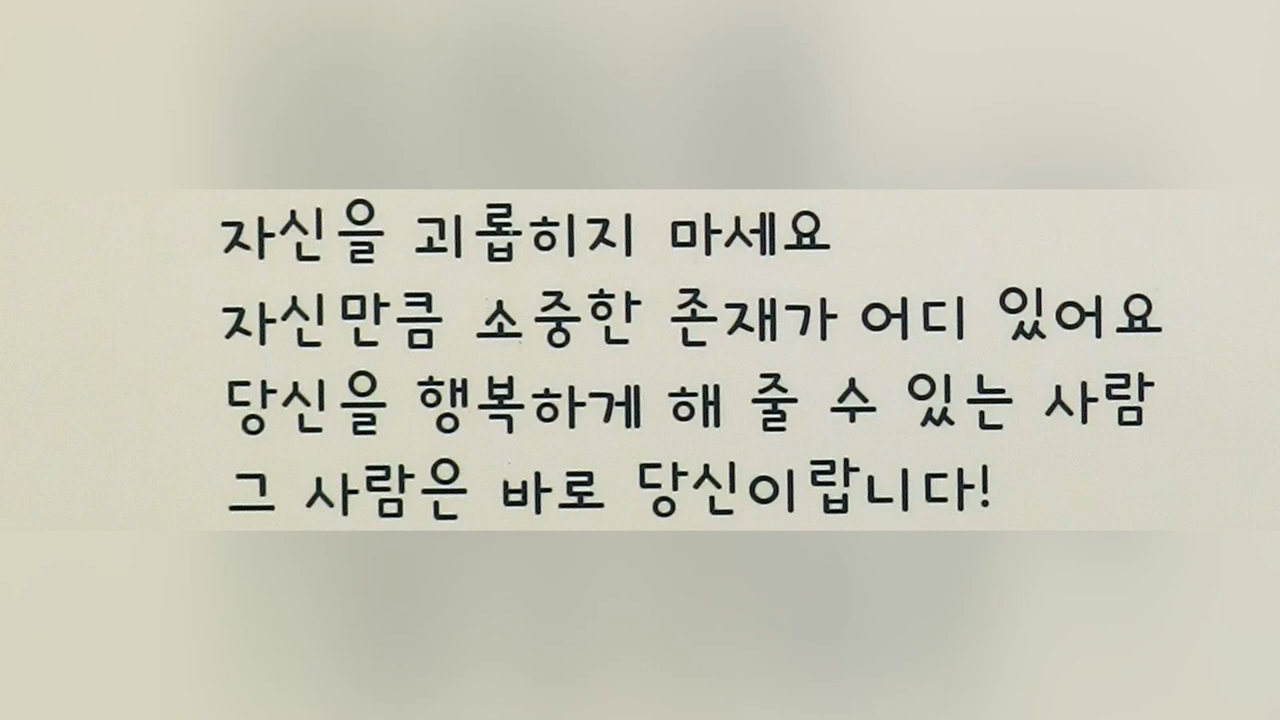 자신을 괴롭히지 마세요
자신만큼 소중한 존재가 어디 있어요
당신을 행복하게 해 줄 수 있는 사람
그 사람은 바로 당신이랍니다!